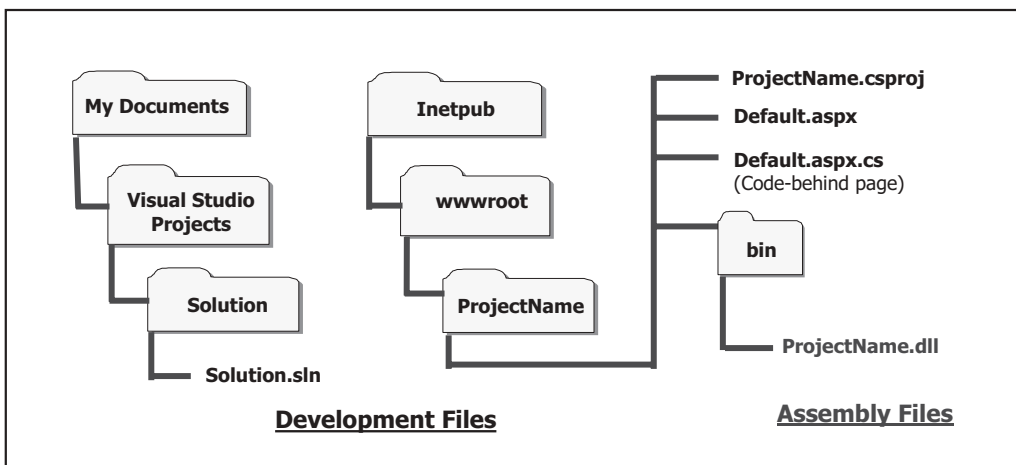 My Documents
Visual Studio
Projects
Solution
Solution.sln
Inetpub
wwwroot
ProjectName
ProjectName.csproj
Default.aspx
Default.aspx.cs
(Code-behind page)
bin
ProjectName.dll
Development Files
Assembly Files